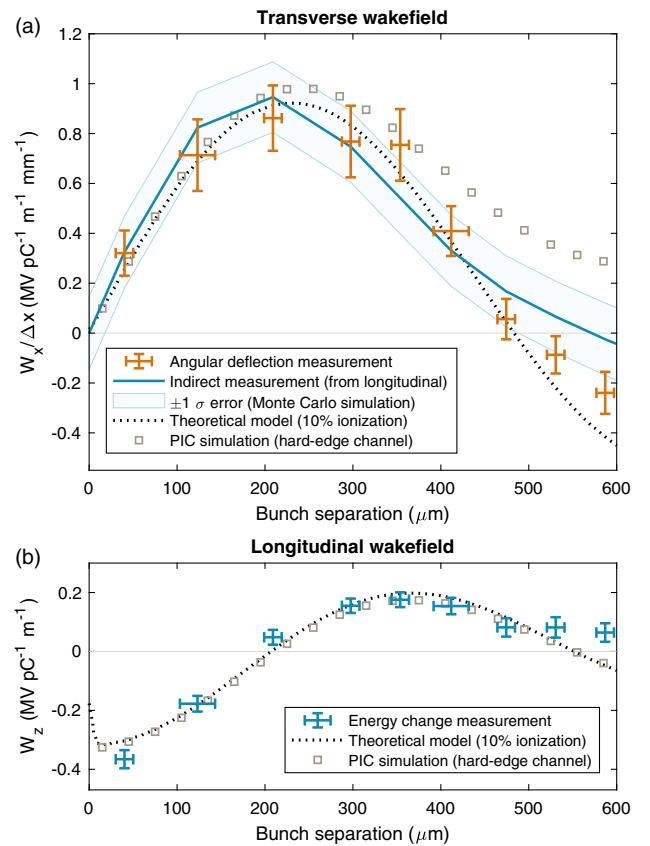 (a)
Transverse wakefield
1.2
1
0.8
0.6
0.4
0.2
0
-0.2
-0.4
W_x/Δx (MV pC⁻¹ m⁻¹ mm⁻¹)
Angular deflection measurement
Indirect measurement (from longitudinal)
±1 σ error (Monte Carlo simulation)
Theoretical model (10% ionization)
PIC simulation (hard-edge channel)
0 100 200 300 400 500 600
Bunch separation (μm)
(b)
Longitudinal wakefield
0.2
0
-0.2
-0.4
W_z (MV pC⁻¹ m⁻¹)
Energy change measurement
Theoretical model (10% ionization)
PIC simulation (hard-edge channel)
0 100 200 300 400 500 600
Bunch separation (μm)